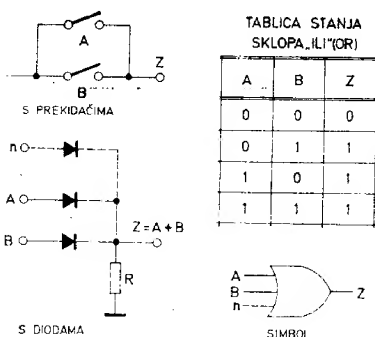 A
B
Z
S PREKIDAČIMA
n
A
B
Z=A+B
R
S DIODAMA
TABLICA STANJA
SKLOPA „ILI“(OR)
A B Z
0 0 0
0 1 1
1 0 1
1 1 1
A
B
n
Z
SIMBOL